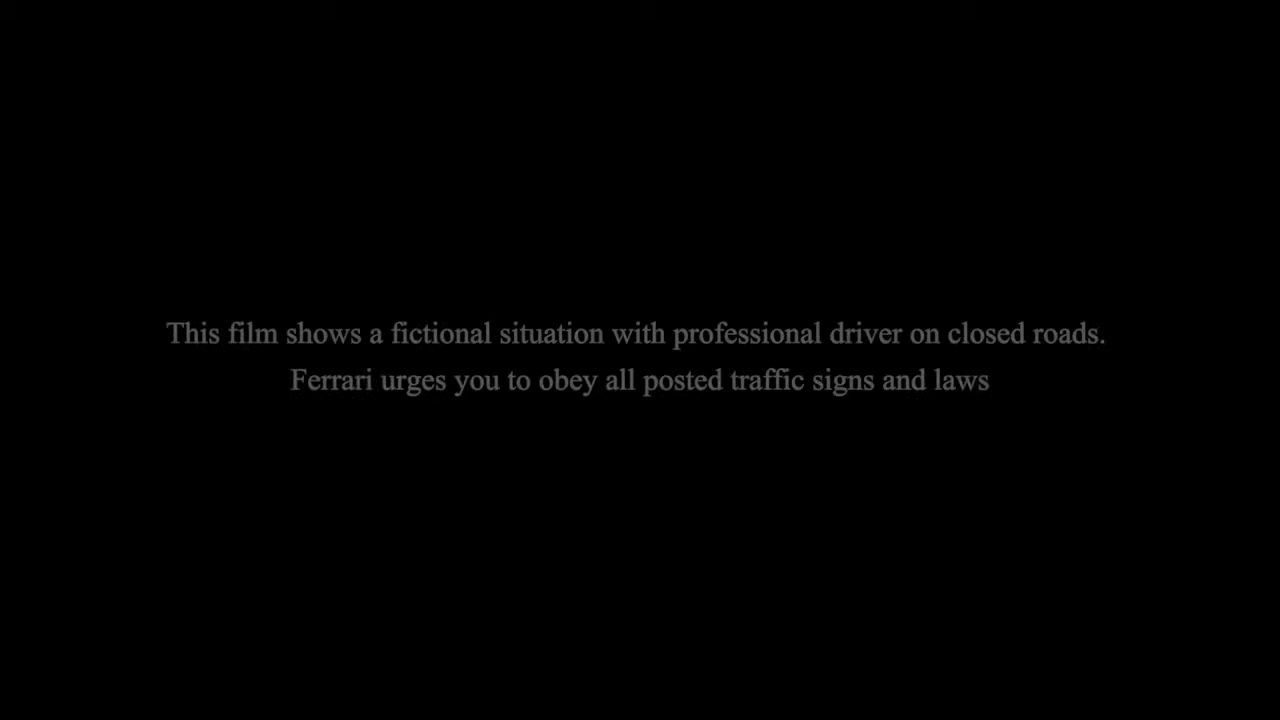 This film shows a fictional situation with professional driver on closed roads.
Ferrari urges you to obey all posted traffic signs and laws